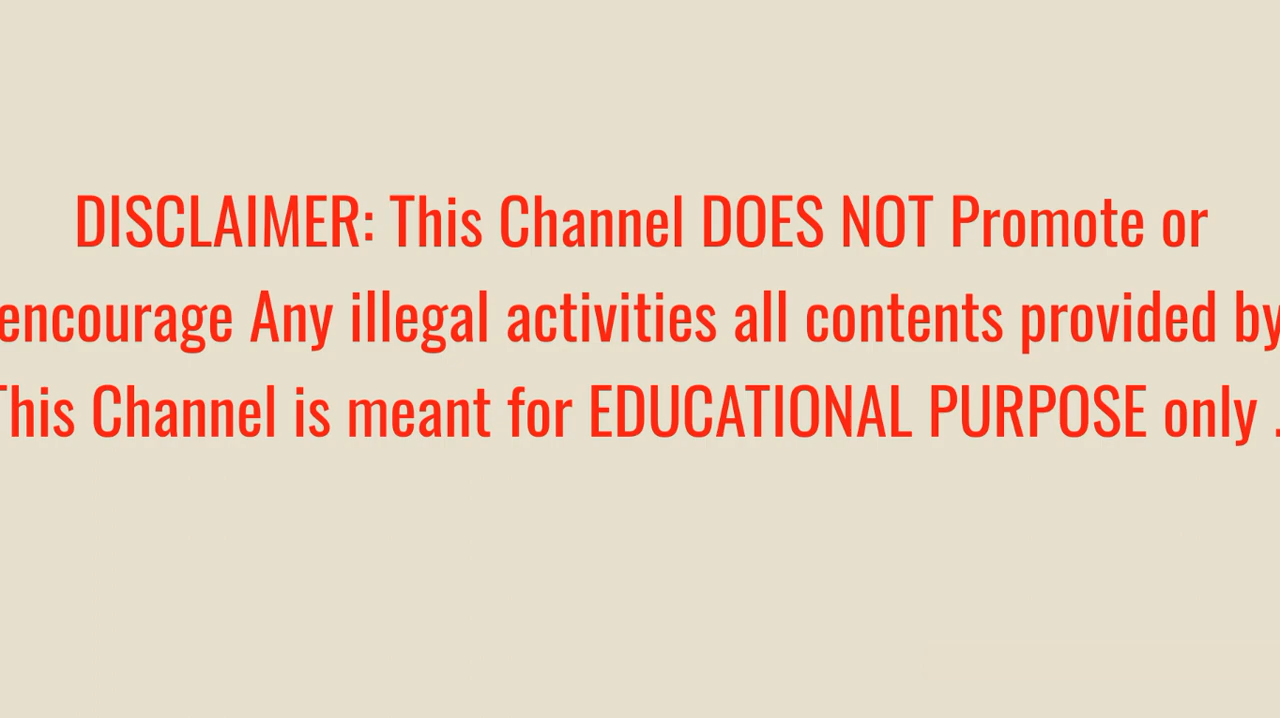 DISCLAIMER: This Channel DOES NOT Promote or
encourage Any illegal activities all contents provided by
This Channel is meant for EDUCATIONAL PURPOSE only .